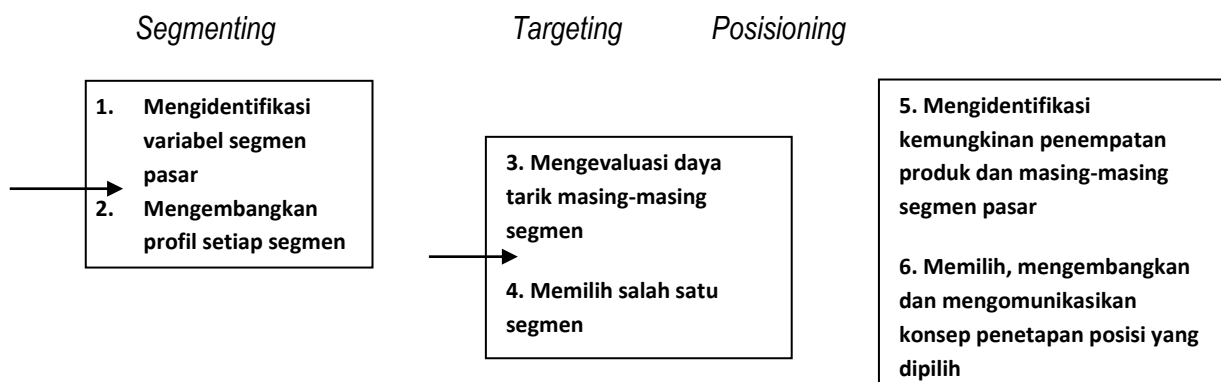 Segmenting
Targeting
Posisioning
1. Mengidentifikasi
variabel segmen
pasar
2. Mengembangkan
profil setiap segmen
3. Mengevaluasi daya
tarik masing-masing
segmen
4. Memilih salah satu
segmen
5. Mengidentifikasi
kemungkinan penempatan
produk dan masing-masing
segmen pasar
6. Memilih, mengembangkan
dan mengomunikasikan
konsep penetapan posisi yang
dipilih